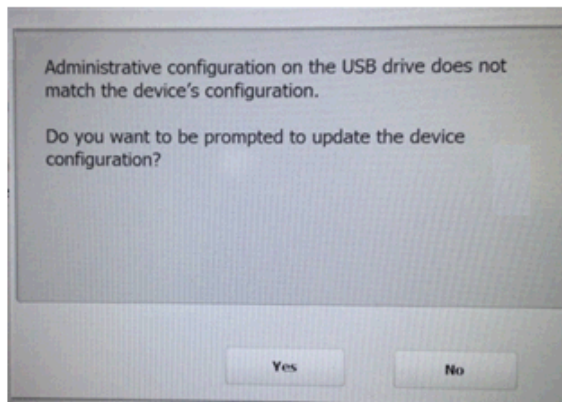 Administrative configuration on the USB drive does not
match the device's configuration.
Do you want to be prompted to update the device
configuration?
Yes
No